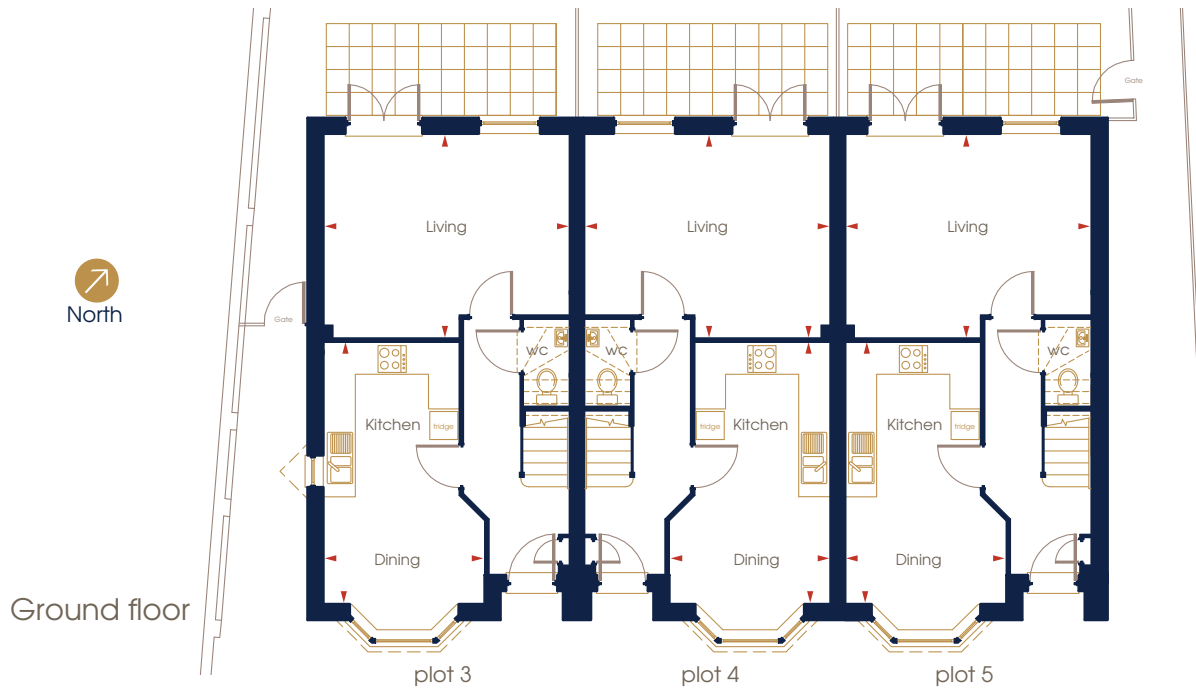 Gate
Living Living Living
North
Gate
WC WC WC
Kitchen Kitchen Kitchen
fridge fridge fridge
Dining Dining Dining
Ground floor
plot 3 plot 4 plot 5